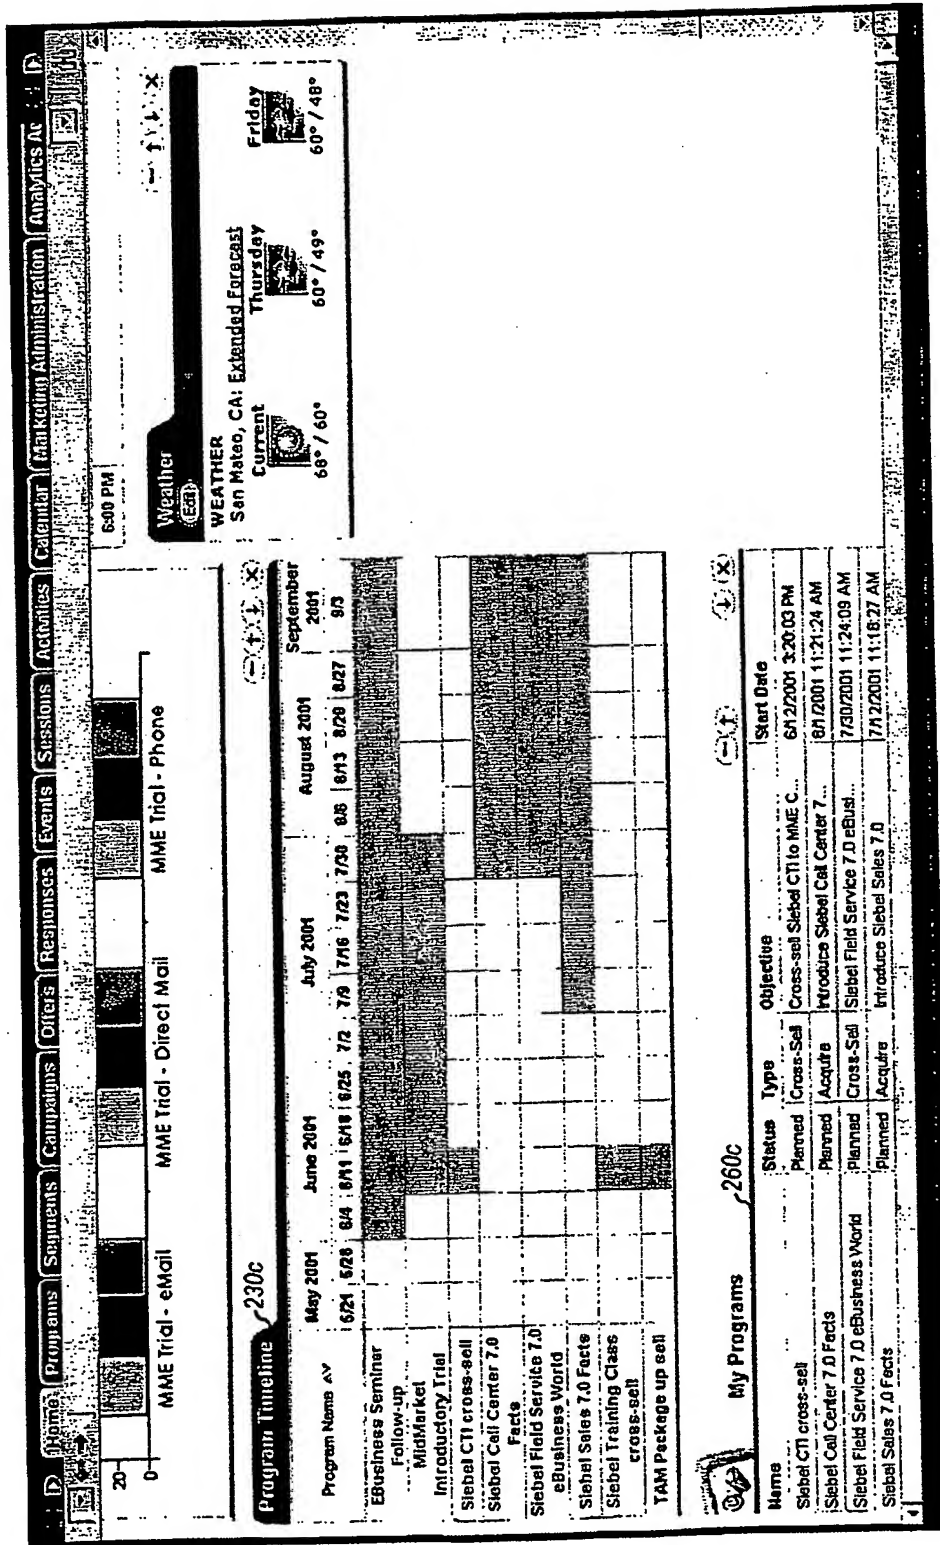 Home Programs Segments Campaigns Offers Responses Events Sessions Activities Calendar Marketing Administration Analytics Ac
20
0
MME Trial - eMail
MME Trial - Direct Mail
MME Trial - Phone
6:00 PM
Weather
Edit
WEATHER
San Mateo, CA: Extended Forecast
Current Thursday Friday
68° / 60° 60° / 49° 60° / 48°
Program Timeline 230c
May 2001 June 2001 July 2001 August 2001 September 2001
Program Name 5/21 5/28 6/4 6/11 6/18 6/25 7/2 7/9 7/16 7/23 7/30 8/6 8/13 8/20 8/27 9/3
EBusiness Seminar
Follow-up
MidMarket
Introductory Trial
Siebel CTI cross-sell
Siebel Call Center 7.0
Facts
Siebel Field Service 7.0
eBusiness World
Siebel Sales 7.0 Facts
Siebel Training Class
cross-sell
TAM Package up sell
My Programs 260c
Name Status Type Objective Start Date
Siebel CTI cross-sell Planned Cross-Sell Cross-sell Siebel CTI to MME C... 6/12/2001 3:20:03 PM
Siebel Call Center 7.0 Facts Planned Acquire Introduce Siebel Call Center 7... 8/1/2001 11:21:24 AM
Siebel Field Service 7.0 eBusiness World Planned Cross-Sell Siebel Field Service 7.0 eBusi... 7/30/2001 11:24:09 AM
Siebel Sales 7.0 Facts Planned Acquire Introduce Siebel Sales 7.0 7/12/2001 11:18:27 AM